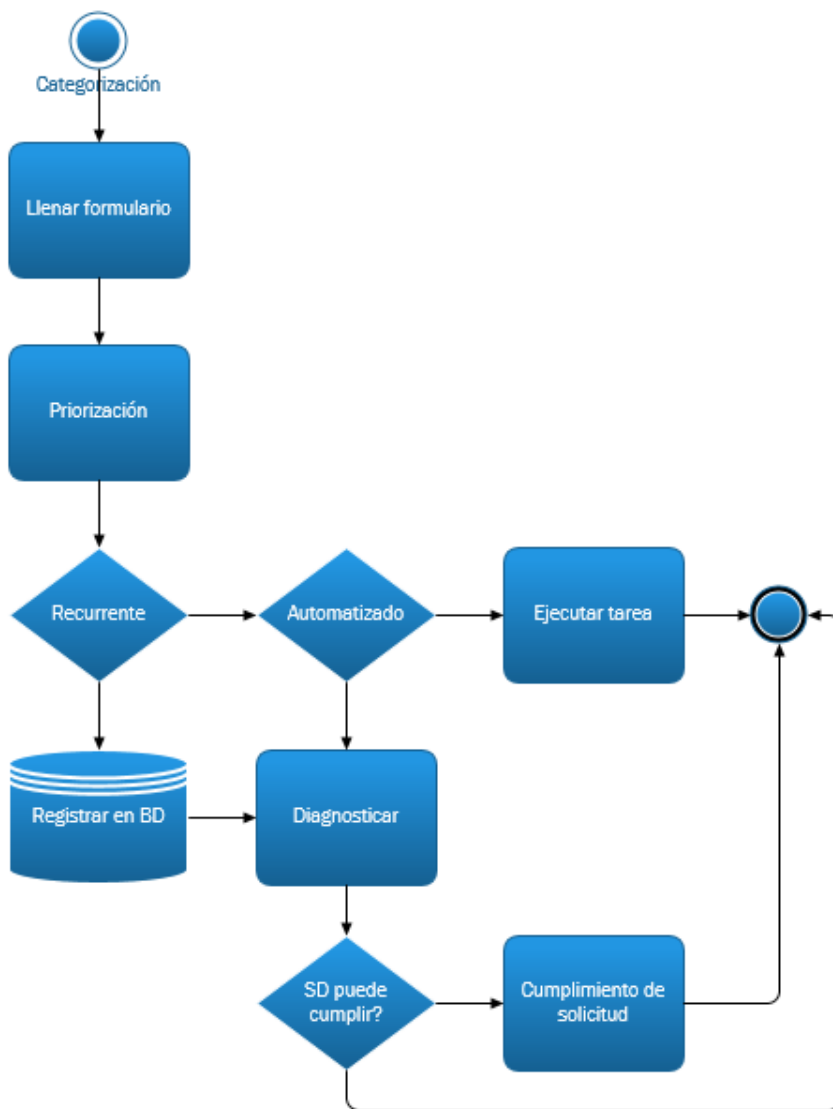 Categorización
Llenar formulario
Priorización
Recurrente
Automatizado
Ejecutar tarea
Registrar en BD
Diagnosticar
SD puede
cumplir?
Cumplimiento de
solicitud